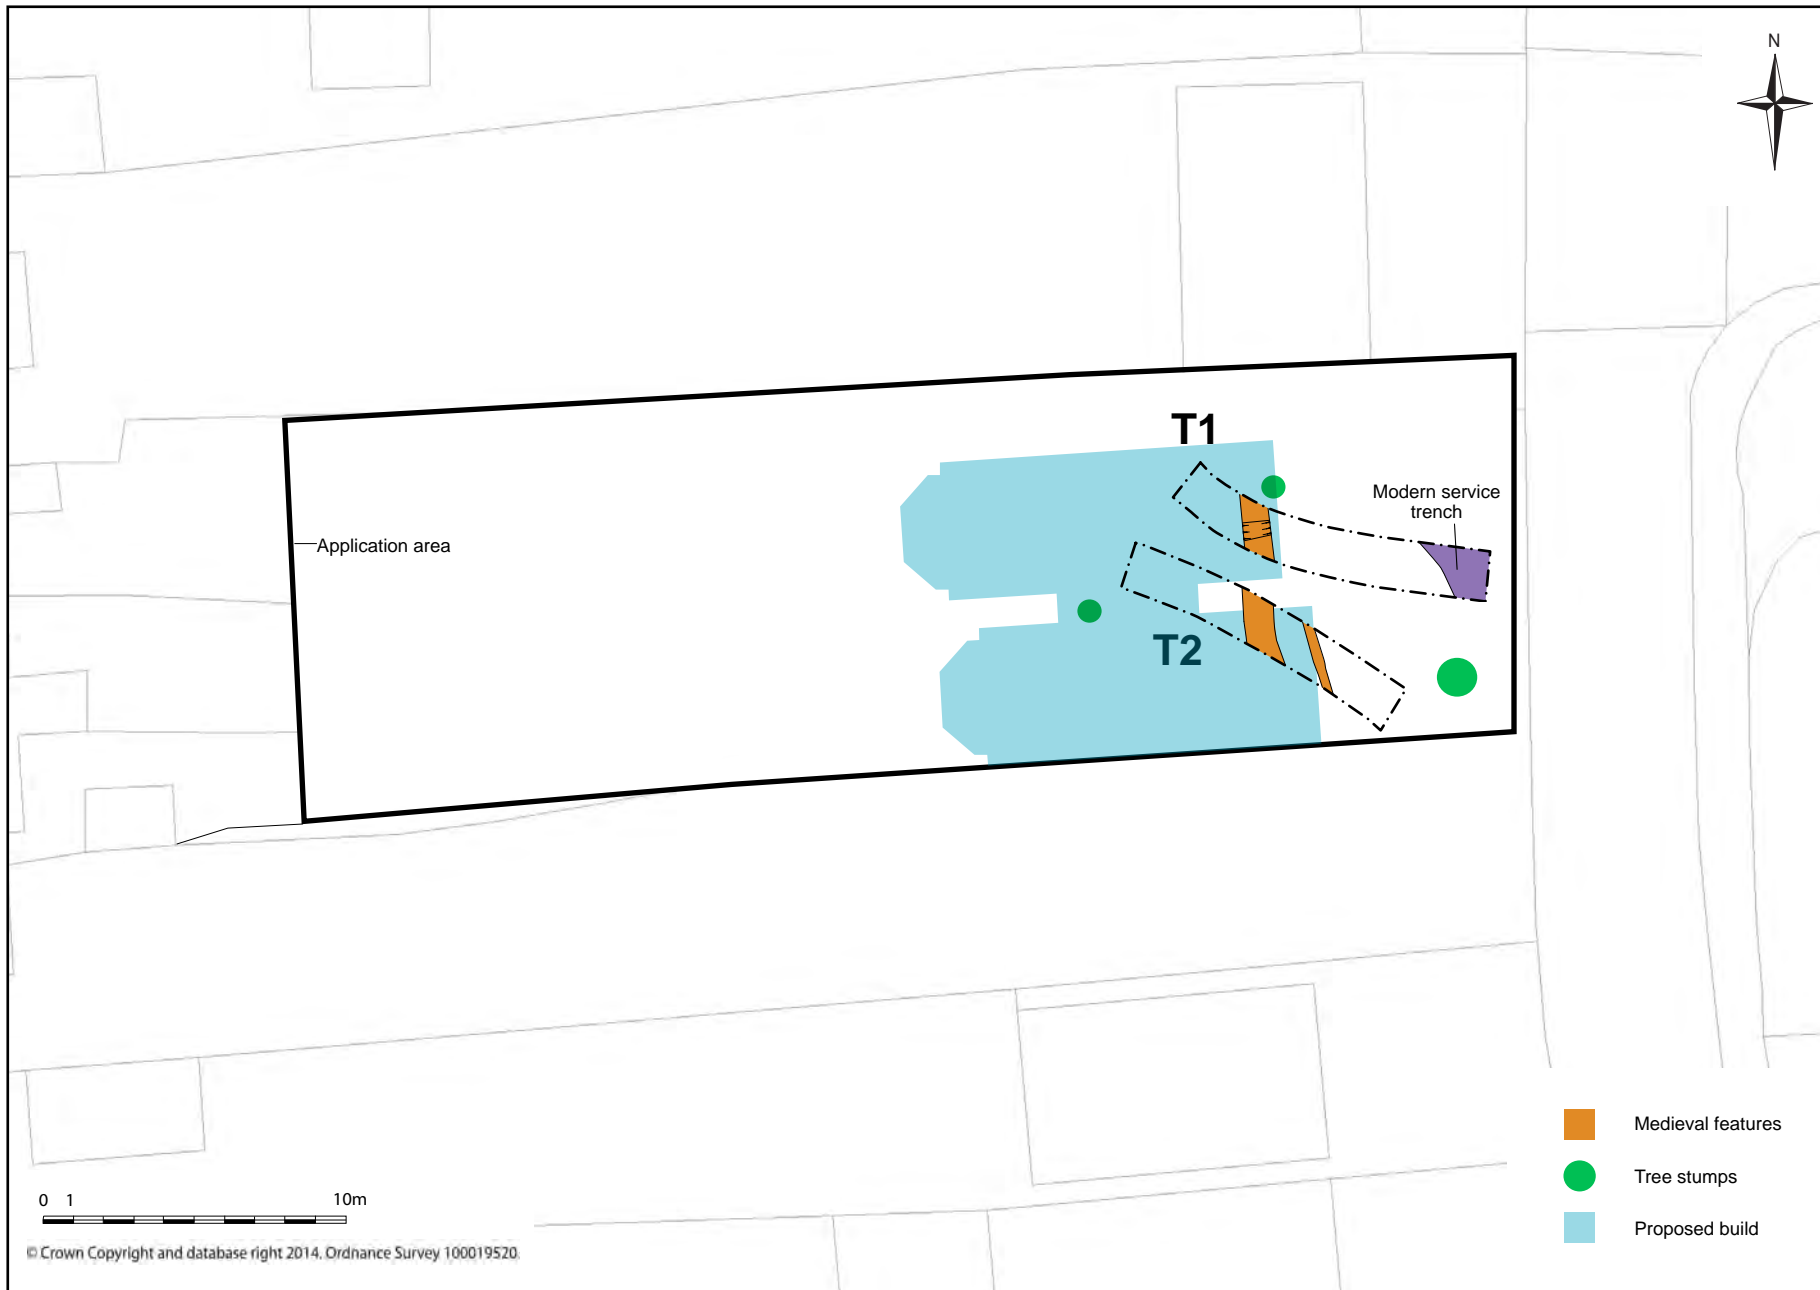 N
T1
Modern service
trench
Application area
T2
Medieval features
Tree stumps
Proposed build
0 1 10m
© Crown Copyright and database right 2014. Ordnance Survey 100019520.